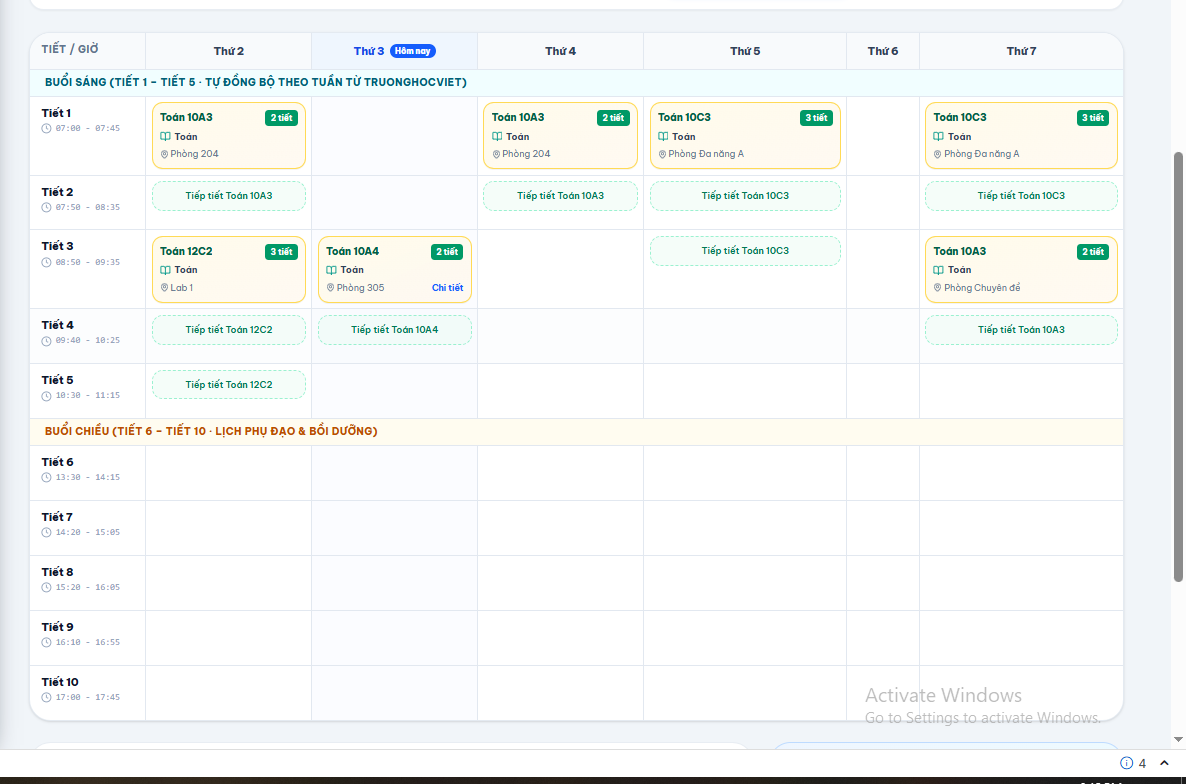 TIẾT / GIỜ
Thứ 2
Thứ 3 Hôm nay
Thứ 4
Thứ 5
Thứ 6
Thứ 7
BUỔI SÁNG (TIẾT 1 – TIẾT 5 · TỰ ĐỒNG BỘ THEO TUẦN TỪ TRUONGHOCVIET)
Tiết 1
07:00 - 07:45
Toán 10A3 2 tiết
Toán
Phòng 204
Toán 10A3 2 tiết
Toán
Phòng 204
Toán 10C3 3 tiết
Toán
Phòng Đa năng A
Toán 10C3 3 tiết
Toán
Phòng Đa năng A
Tiết 2
07:50 - 08:35
Tiếp tiết Toán 10A3
Tiếp tiết Toán 10A3
Tiếp tiết Toán 10C3
Tiếp tiết Toán 10C3
Tiết 3
08:50 - 09:35
Toán 12C2 3 tiết
Toán
Lab 1
Toán 10A4 2 tiết
Toán
Phòng 305 Chi tiết
Tiếp tiết Toán 10C3
Toán 10A3 2 tiết
Toán
Phòng Chuyên đề
Tiết 4
09:40 - 10:25
Tiếp tiết Toán 12C2
Tiếp tiết Toán 10A4
Tiếp tiết Toán 10A3
Tiết 5
10:30 - 11:15
Tiếp tiết Toán 12C2
BUỔI CHIỀU (TIẾT 6 – TIẾT 10 · LỊCH PHỤ ĐẠO & BỒI DƯỠNG)
Tiết 6
13:30 - 14:15
Tiết 7
14:20 - 15:05
Tiết 8
15:20 - 16:05
Tiết 9
16:10 - 16:55
Tiết 10
17:00 - 17:45
Activate Windows
Go to Settings to activate Windows.
4